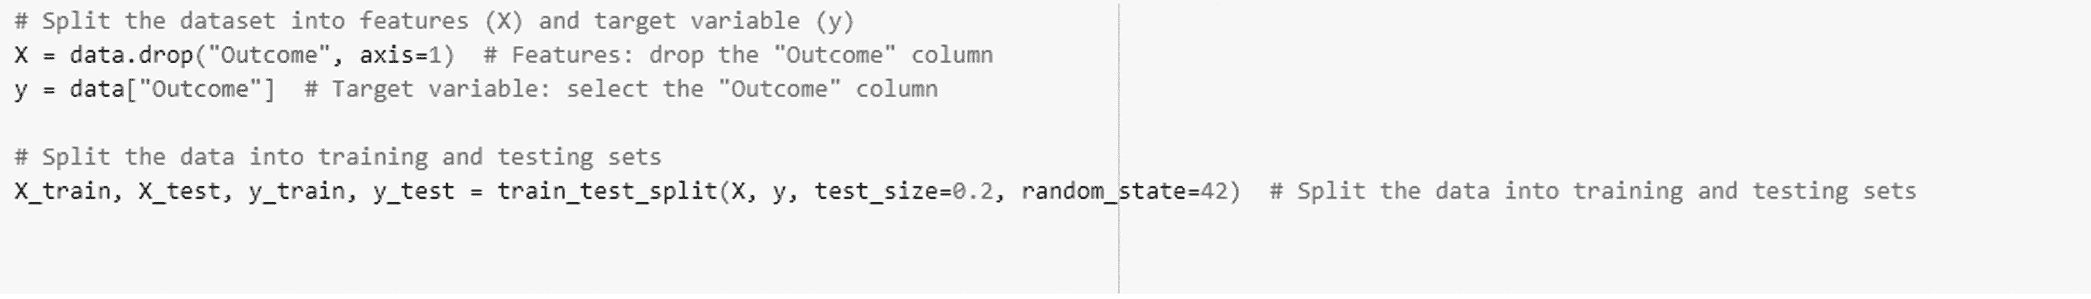 # Split the dataset into features (X) and target variable (y)
X = data.drop("Outcome", axis=1)  # Features: drop the "Outcome" column
y = data["Outcome"]  # Target variable: select the "Outcome" column
# Split the data into training and testing sets
X_train, X_test, y_train, y_test = train_test_split(X, y, test_size=0.2, random_state=42)  # Split the data into training and testing sets